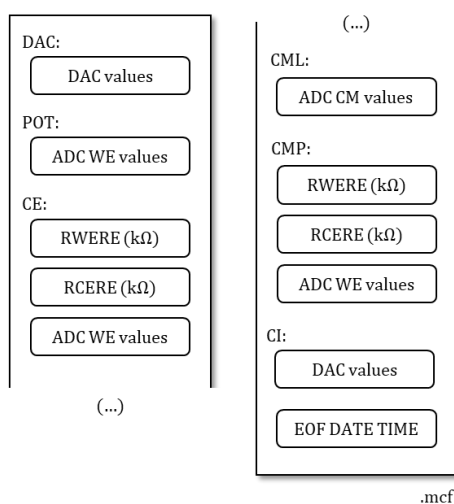 DAC:
DAC values
POT:
ADC WE values
CE:
RWERE (kΩ)
RCERE (kΩ)
ADC WE values
(...)
(...)
CML:
ADC CM values
CMP:
RWERE (kΩ)
RCERE (kΩ)
ADC WE values
CI:
DAC values
EOF DATE TIME
.mcf